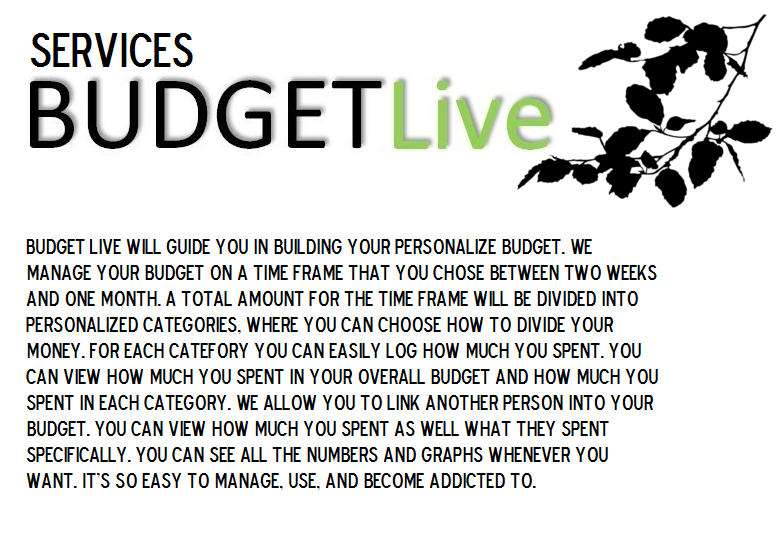 SERVICES
BUDGETLive
BUDGET LIVE WILL GUIDE YOU IN BUILDING YOUR PERSONALIZE BUDGET. WE
MANAGE YOUR BUDGET ON A TIME FRAME THAT YOU CHOSE BETWEEN TWO WEEKS
AND ONE MONTH. A TOTAL AMOUNT FOR THE TIME FRAME WILL BE DIVIDED INTO
PERSONALIZED CATEGORIES, WHERE YOU CAN CHOOSE HOW TO DIVIDE YOUR
MONEY. FOR EACH CATEFORY YOU CAN EASILY LOG HOW MUCH YOU SPENT. YOU
CAN VIEW HOW MUCH YOU SPENT IN YOUR OVERALL BUDGET AND HOW MUCH YOU
SPENT IN EACH CATEGORY. WE ALLOW YOU TO LINK ANOTHER PERSON INTO YOUR
BUDGET. YOU CAN VIEW HOW MUCH YOU SPENT AS WELL WHAT THEY SPENT
SPECIFICALLY. YOU CAN SEE ALL THE NUMBERS AND GRAPHS WHENEVER YOU
WANT. IT'S SO EASY TO MANAGE, USE, AND BECOME ADDICTED TO.